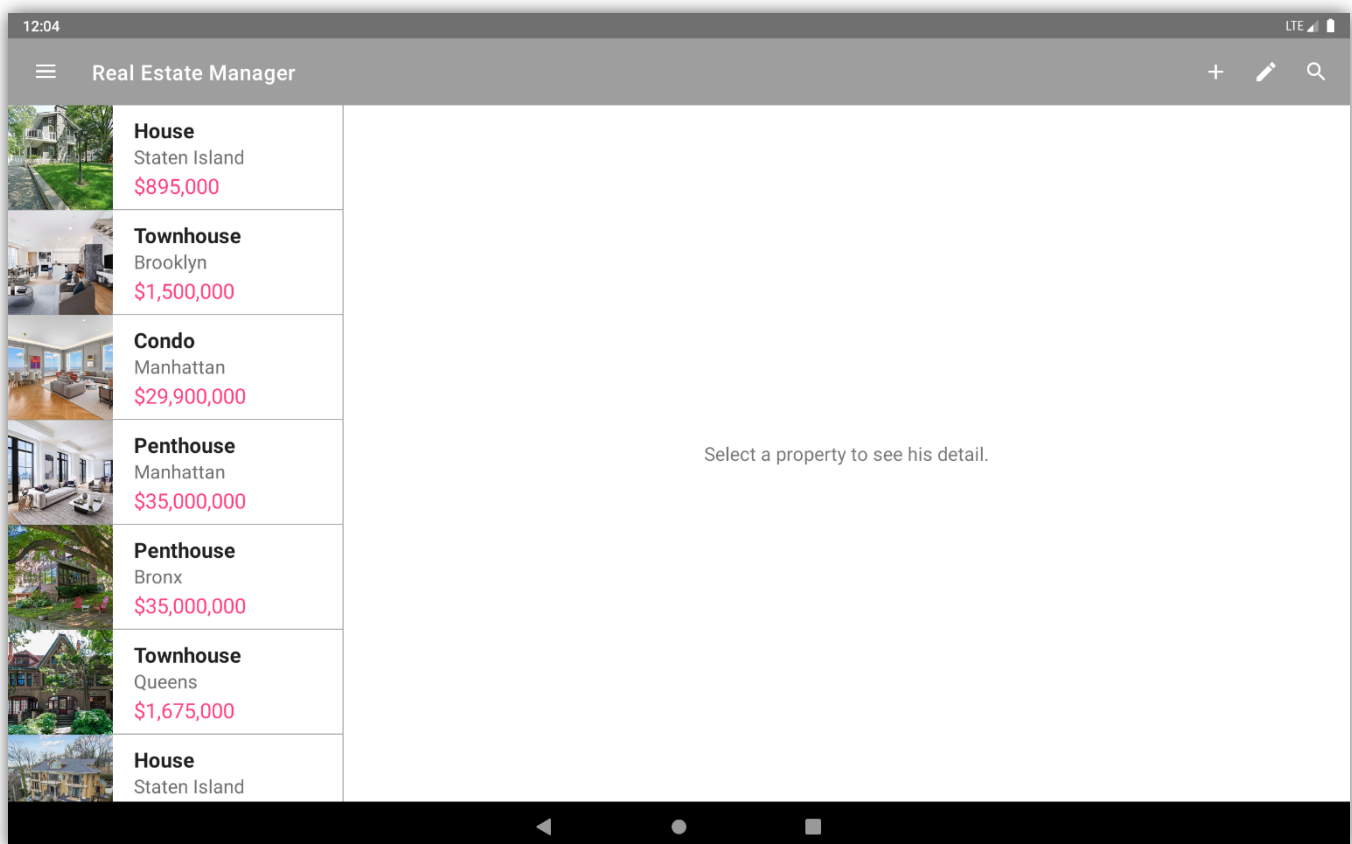 12:04
LTE
Real Estate Manager
House
Staten Island
$895,000
Townhouse
Brooklyn
$1,500,000
Condo
Manhattan
$29,900,000
Penthouse
Manhattan
$35,000,000
Penthouse
Bronx
$35,000,000
Townhouse
Queens
$1,675,000
House
Staten Island
Select a property to see his detail.